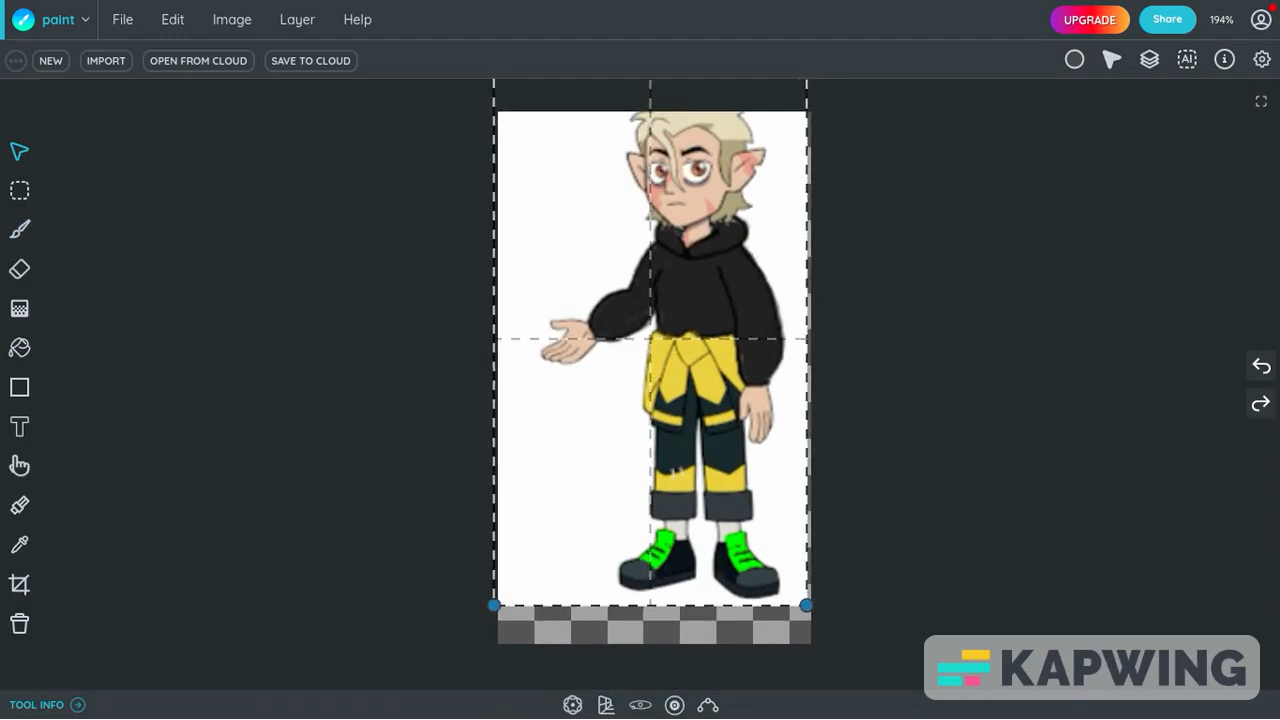 paint File Edit Image Layer Help UPGRADE Share 194%
NEW IMPORT OPEN FROM CLOUD SAVE TO CLOUD AI
T
TOOL INFO
KAPWING